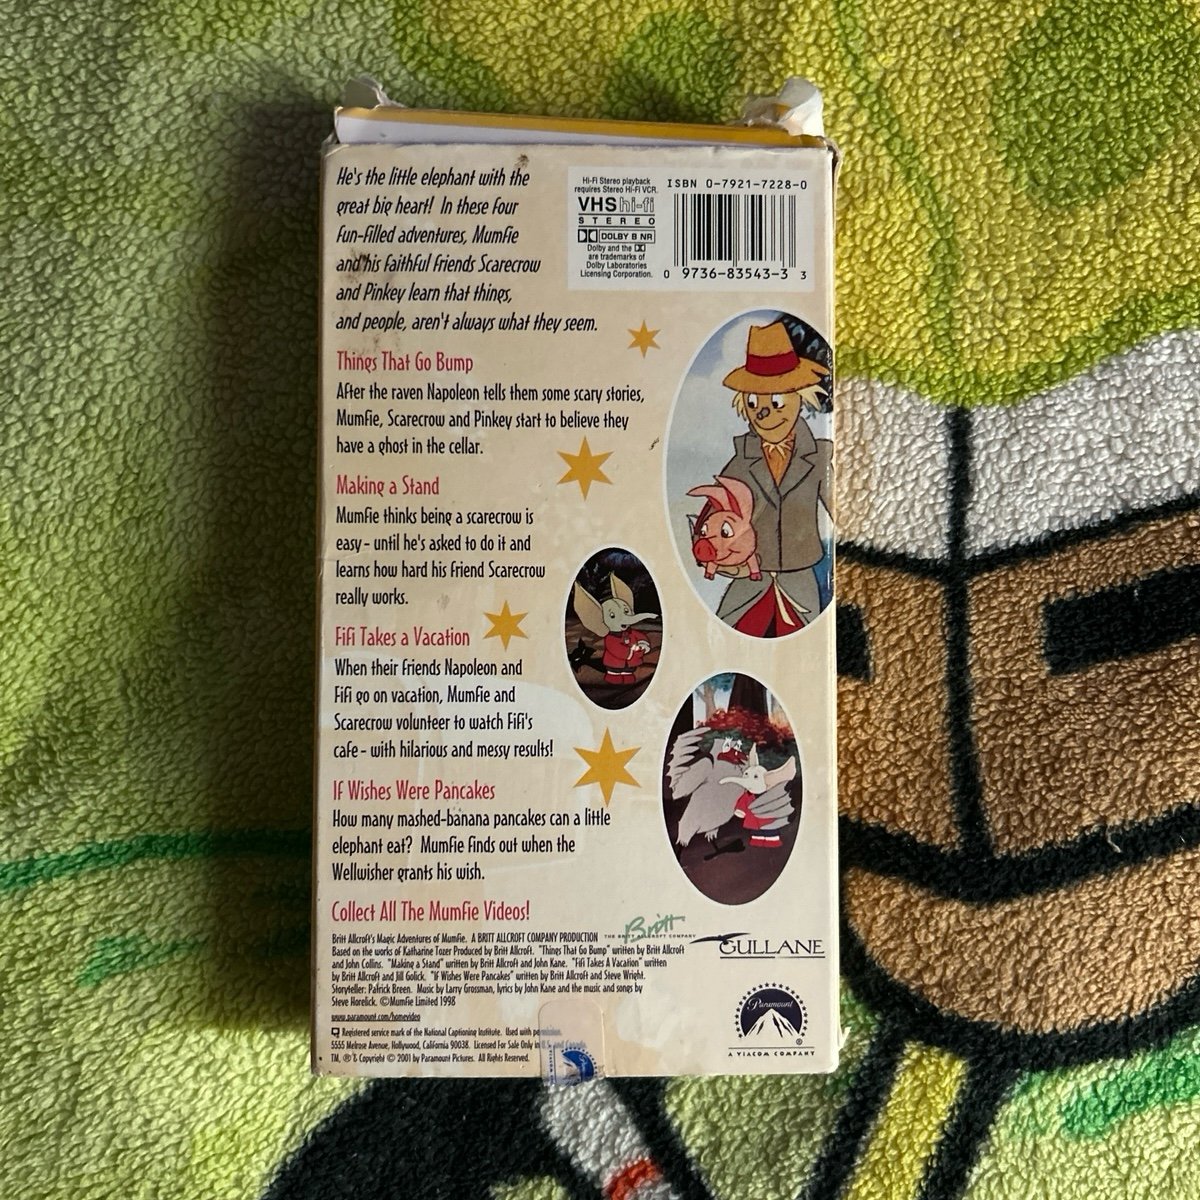 He's the little elephant with the
great big heart! In these four
fun-filled adventures, Mumfie
and his faithful friends Scarecrow
and Pinkey learn that things,
and people, aren't always what they seem.
Hi-Fi Stereo playback
requires Stereo Hi-Fi VCR.
VHS hi-fi
STEREO
DOLBY B NR
Dolby and the
are trademarks of
Dolby Laboratories
Licensing Corporation.
ISBN 0-7921-7228-0
0 9736-83543-3 3
Things That Go Bump
After the raven Napoleon tells them some scary stories,
Mumfie, Scarecrow and Pinkey start to believe they
have a ghost in the cellar.
Making a Stand
Mumfie thinks being a scarecrow is
easy - until he's asked to do it and
learns how hard his friend Scarecrow
really works.
Fifi Takes a Vacation
When their friends Napoleon and
Fifi go on vacation, Mumfie and
Scarecrow volunteer to watch Fifi's
cafe - with hilarious and messy results!
If Wishes Were Pancakes
How many mashed-banana pancakes can a little
elephant eat? Mumfie finds out when the
Wellwisher grants his wish.
Collect All The Mumfie Videos!
Britt Allcroft's Magic Adventures of Mumfie. A BRITT ALLCROFT COMPANY PRODUCTION
Based on the works of Katharine Tozer Produced by Britt Allcroft. "Things That Go Bump" written by Britt Allcroft
and John Collins. "Making a Stand" written by Britt Allcroft and John Kane. "Fifi Takes A Vacation" written
by Britt Allcroft and Jill Golick. "If Wishes Were Pancakes" written by Britt Allcroft and Steve Wright.
Storyteller: Patrick Breen. Music by Larry Grossman, lyrics by John Kane and the music and songs by
Steve Horelick. ©Mumfie Limited 1998
www.paramount.com/homevideo
Registered service mark of the National Captioning Institute. Used with permission.
5555 Melrose Avenue, Hollywood, California 90038. Licensed For Sale Only in U.S. and Canada.
TM, ® & Copyright © 2001 by Paramount Pictures. All Rights Reserved.
Britt
THE BRITT ALLCROFT COMPANY
GULLANE
Paramount
®
A VIACOM COMPANY